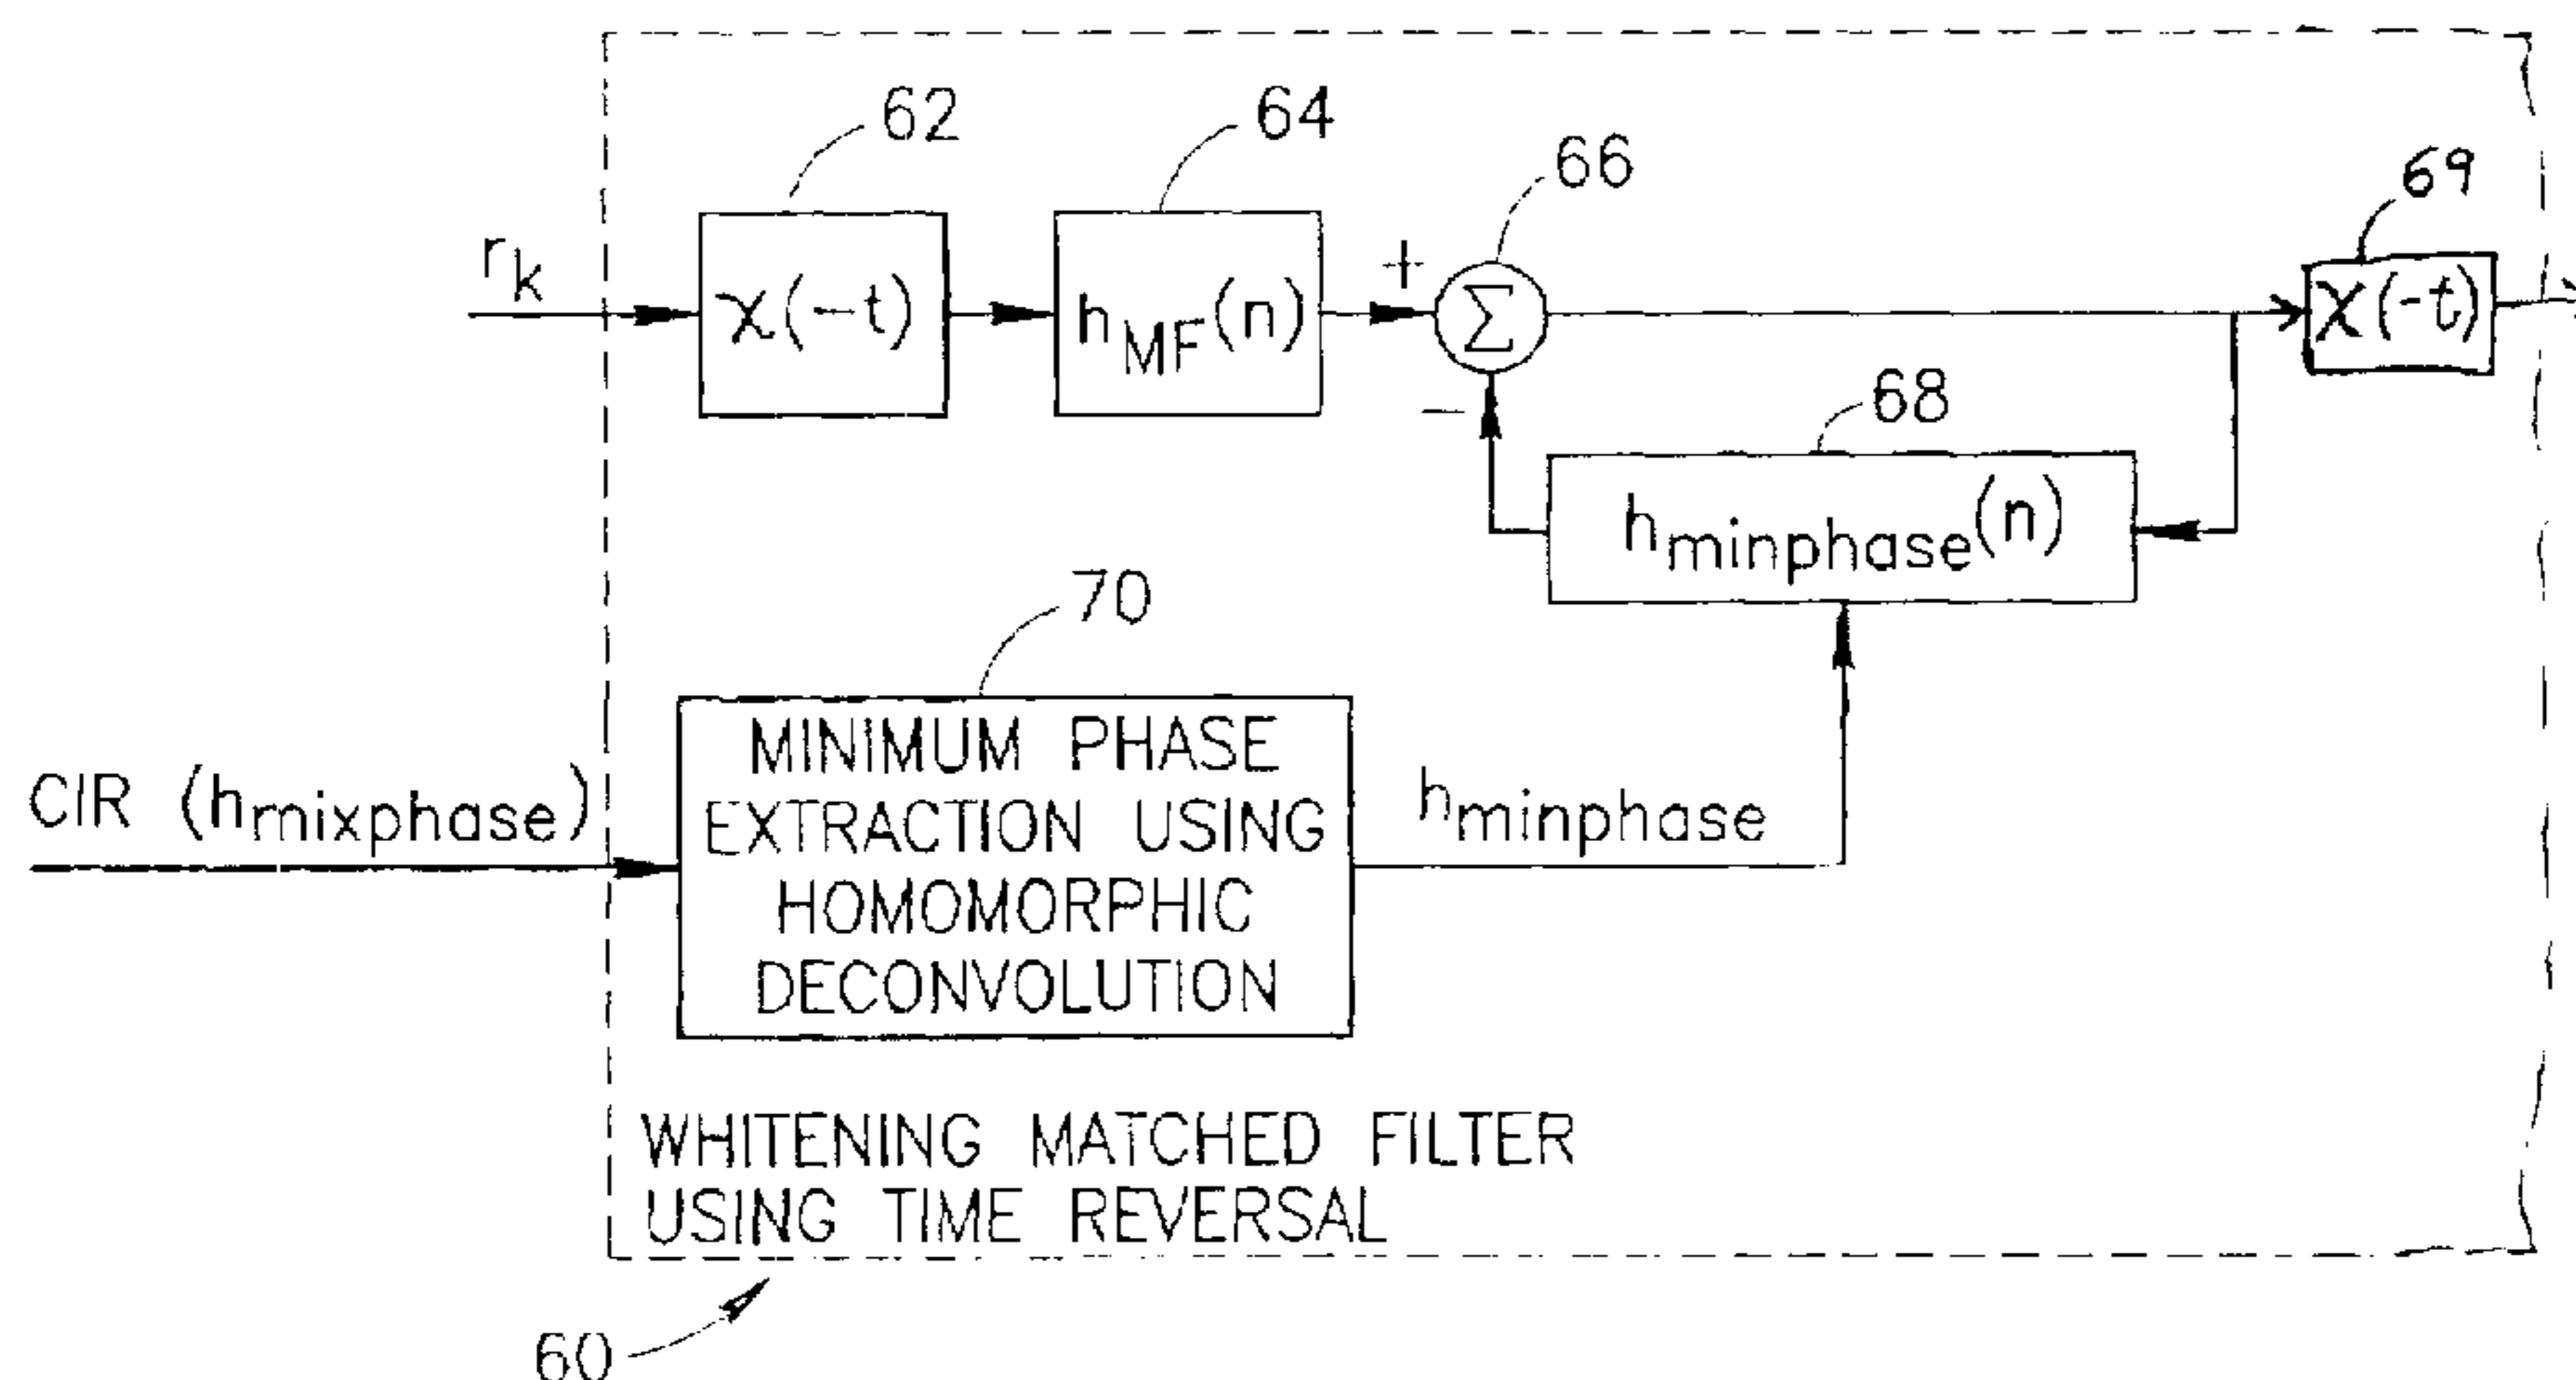 62
64
66
69
r_k
χ(-t)
h_MF(n)
+
Σ
χ(-t)
−
68
h_minphase(n)
70
CIR (h_mixphase)
MINIMUM PHASE
EXTRACTION USING
HOMOMORPHIC
DECONVOLUTION
h_minphase
WHITENING MATCHED FILTER
USING TIME REVERSAL
60